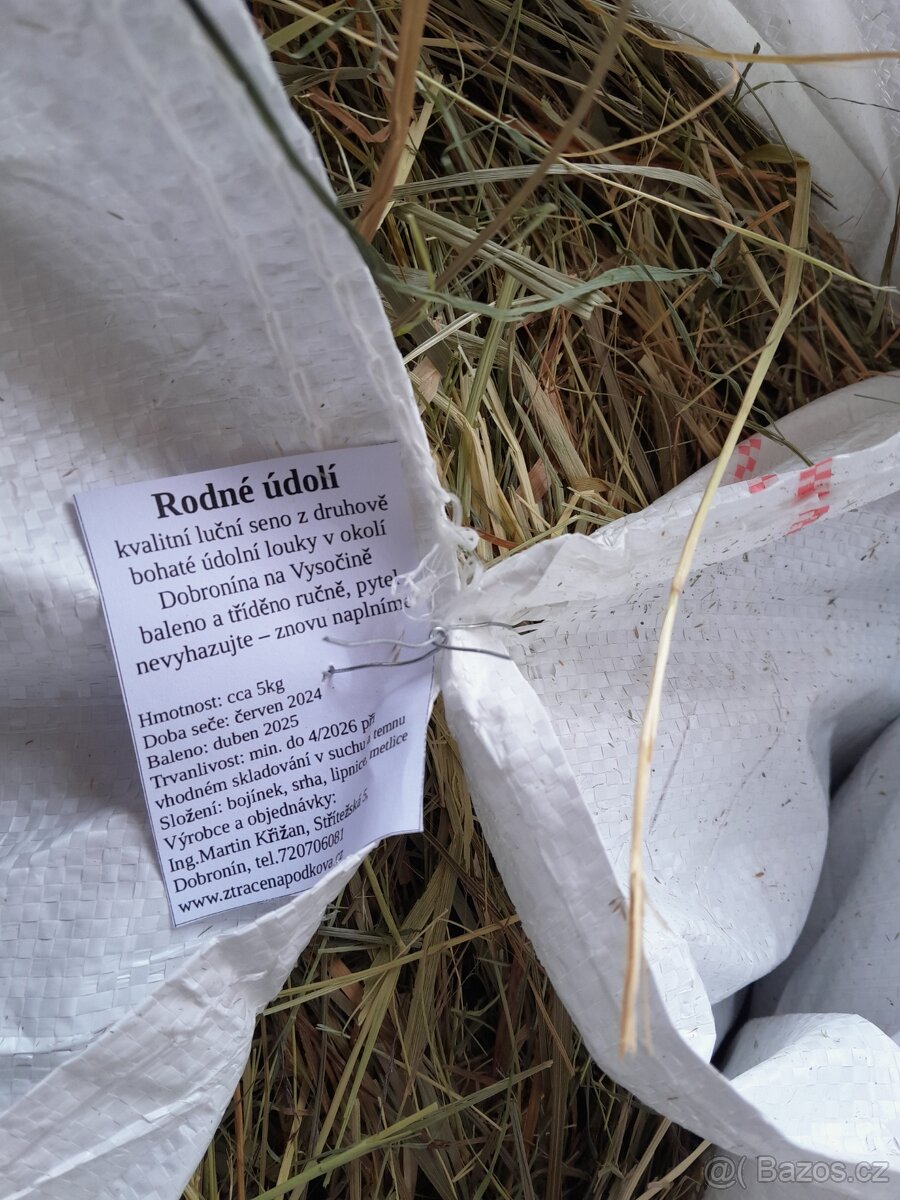 Rodné údolí
kvalitní luční seno z druhově
bohaté údolní louky v okolí
Dobronína na Vysočině
baleno a tříděno ručně, pytel
nevyhazujte – znovu naplníme
Hmotnost: cca 5kg
Doba seče: červen 2024
Baleno: duben 2025
Trvanlivost: min. do 4/2026 při
vhodném skladování v suchu a temnu
Složení: bojínek, srha, lipnice, metlice
Výrobce a objednávky:
Ing.Martin Křižan, Střítežská 5,
Dobronín, tel.720706081
www.ztracenapodkova.cz
@( Bazos.cz